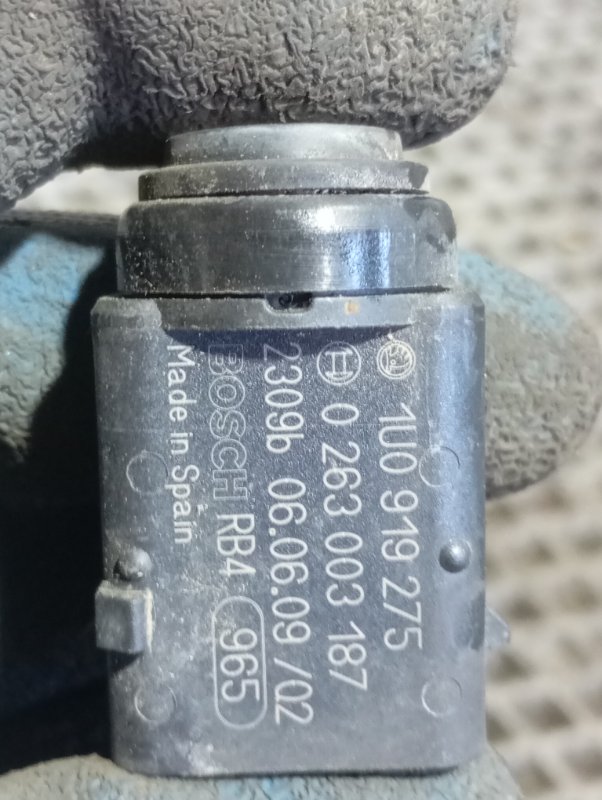 1U0 919 275
0 263 003 187
2309b 06.06.09 /02
BOSCH RB4 965
Made in Spain